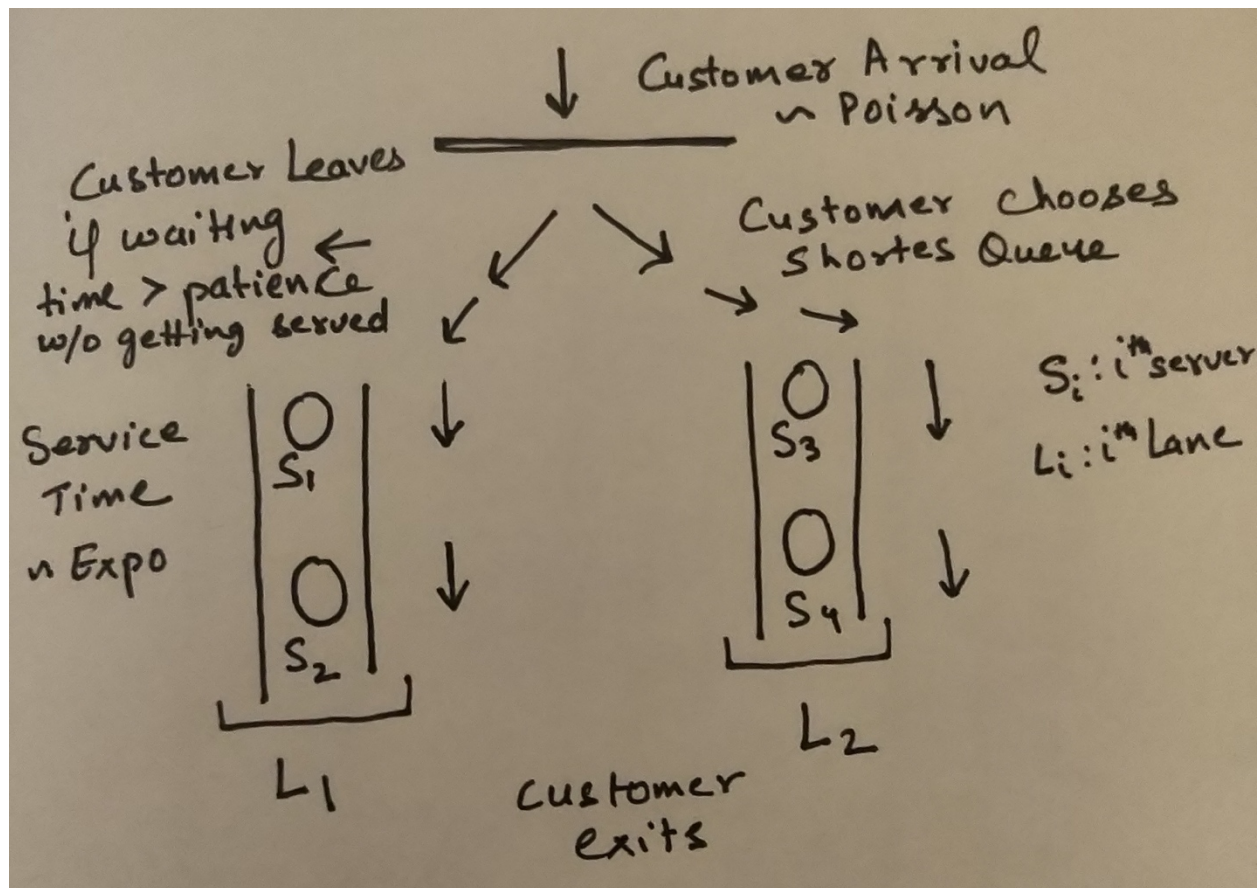 Customer Arrival
~ Poisson
Customer Leaves
if waiting
time > patience
w/o getting served
Customer chooses
shortes Queue
Service
Time
~ Expo
S1
S2
L1
S3
S4
L2
Si : ith server
Li : ith Lane
customer
exits